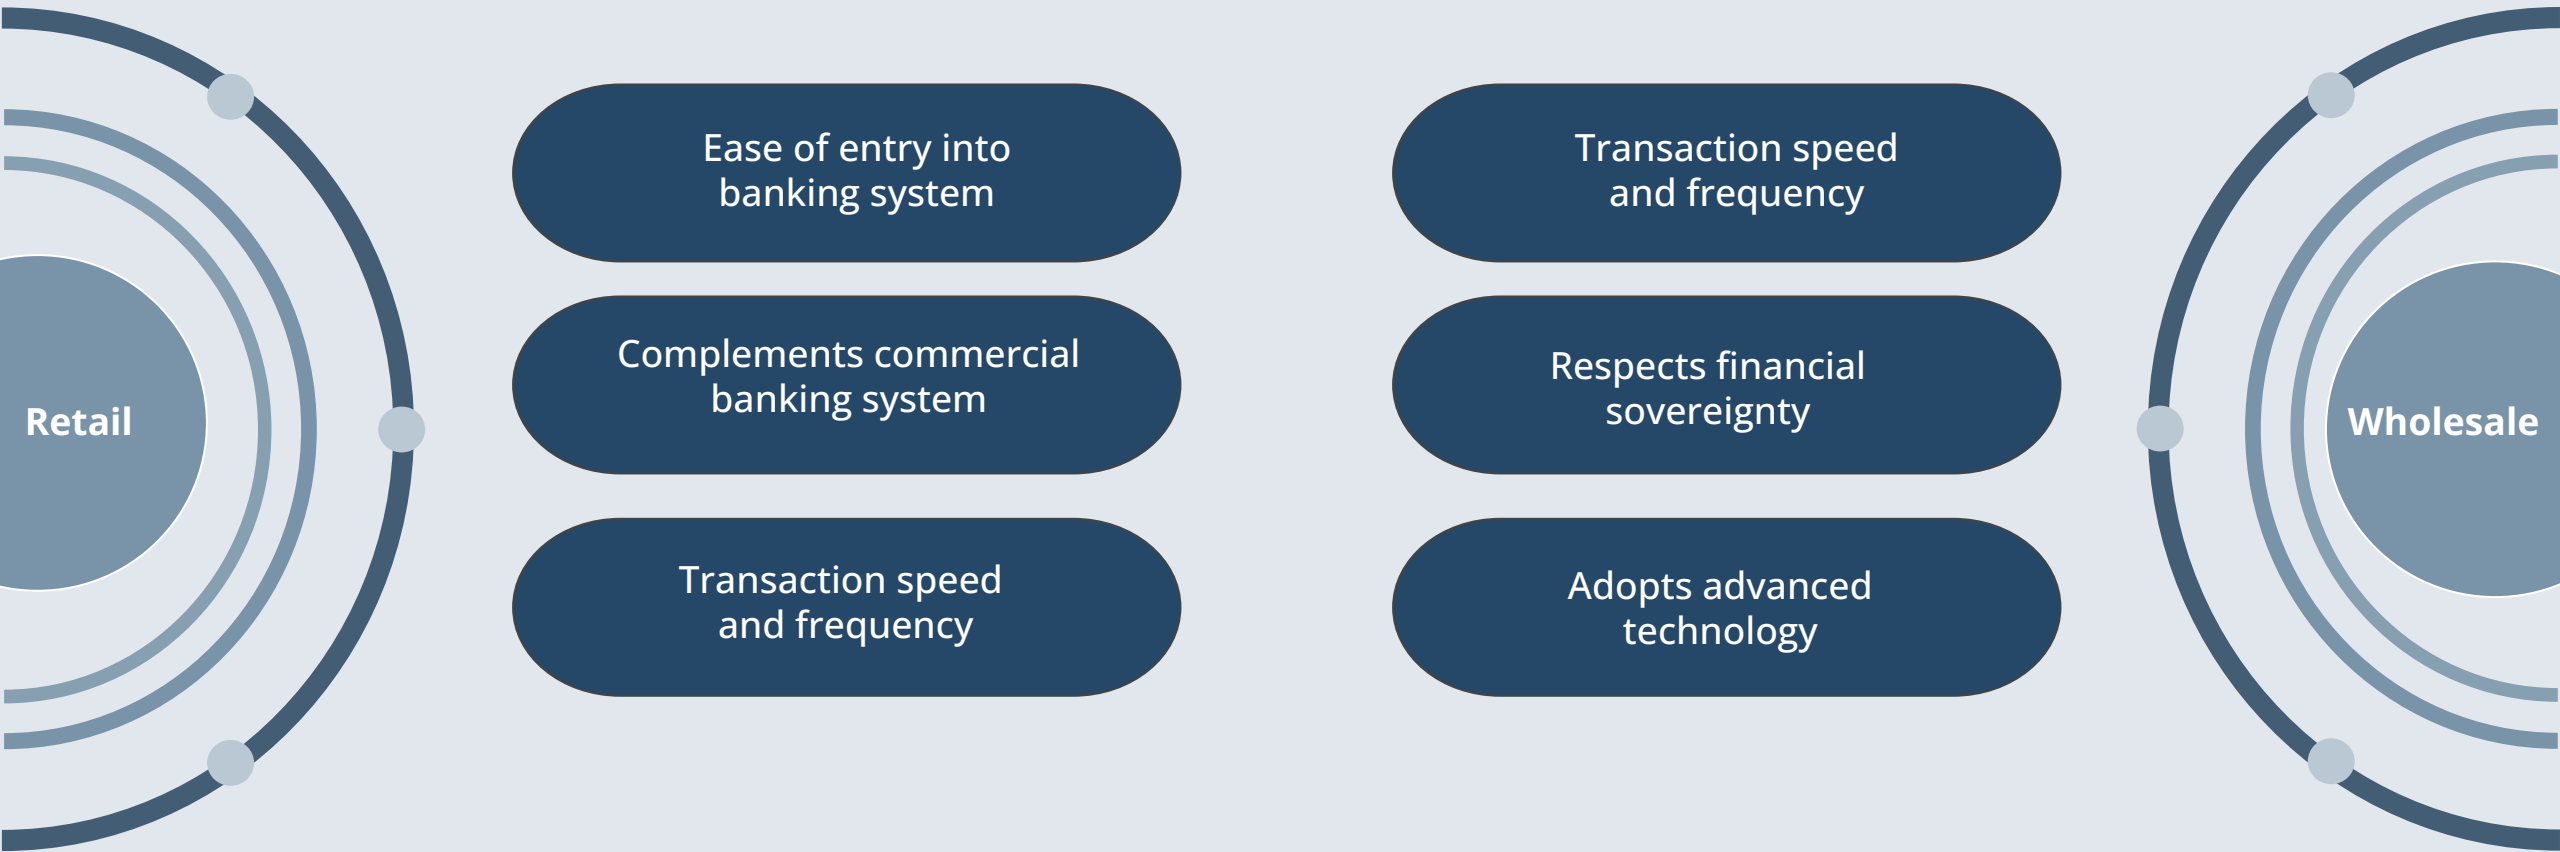 Retail
Ease of entry into
banking system
Complements commercial
banking system
Transaction speed
and frequency
Transaction speed
and frequency
Respects financial
sovereignty
Adopts advanced
technology
Wholesale